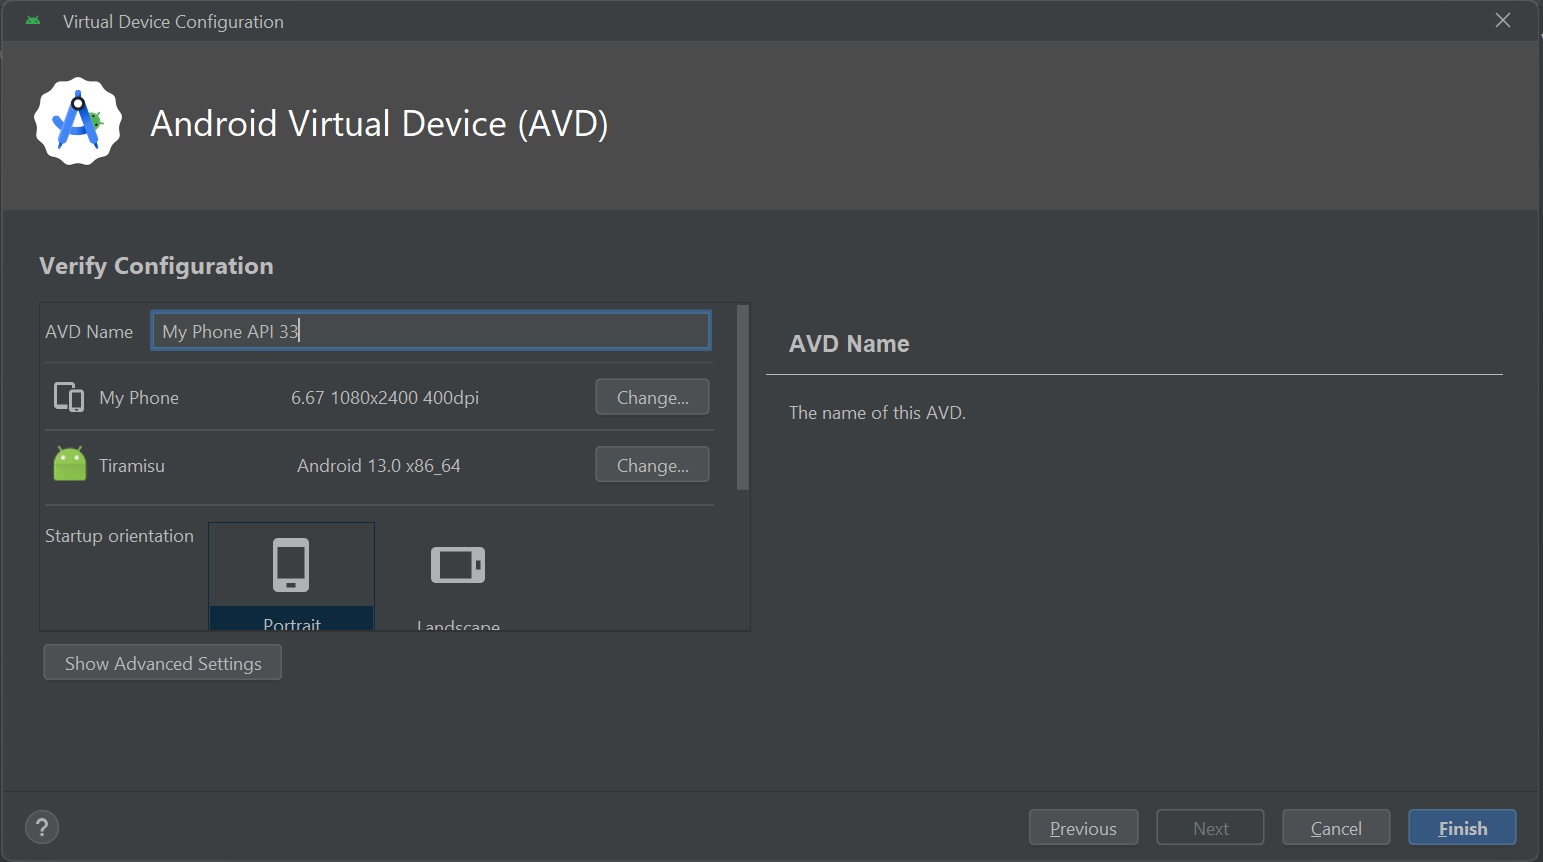 Virtual Device Configuration
Android Virtual Device (AVD)
Verify Configuration
AVD Name My Phone API 33
My Phone 6.67 1080x2400 400dpi Change...
Tiramisu Android 13.0 x86_64 Change...
Startup orientation
Portrait Landscape
Show Advanced Settings
AVD Name
The name of this AVD.
? Previous Next Cancel Finish